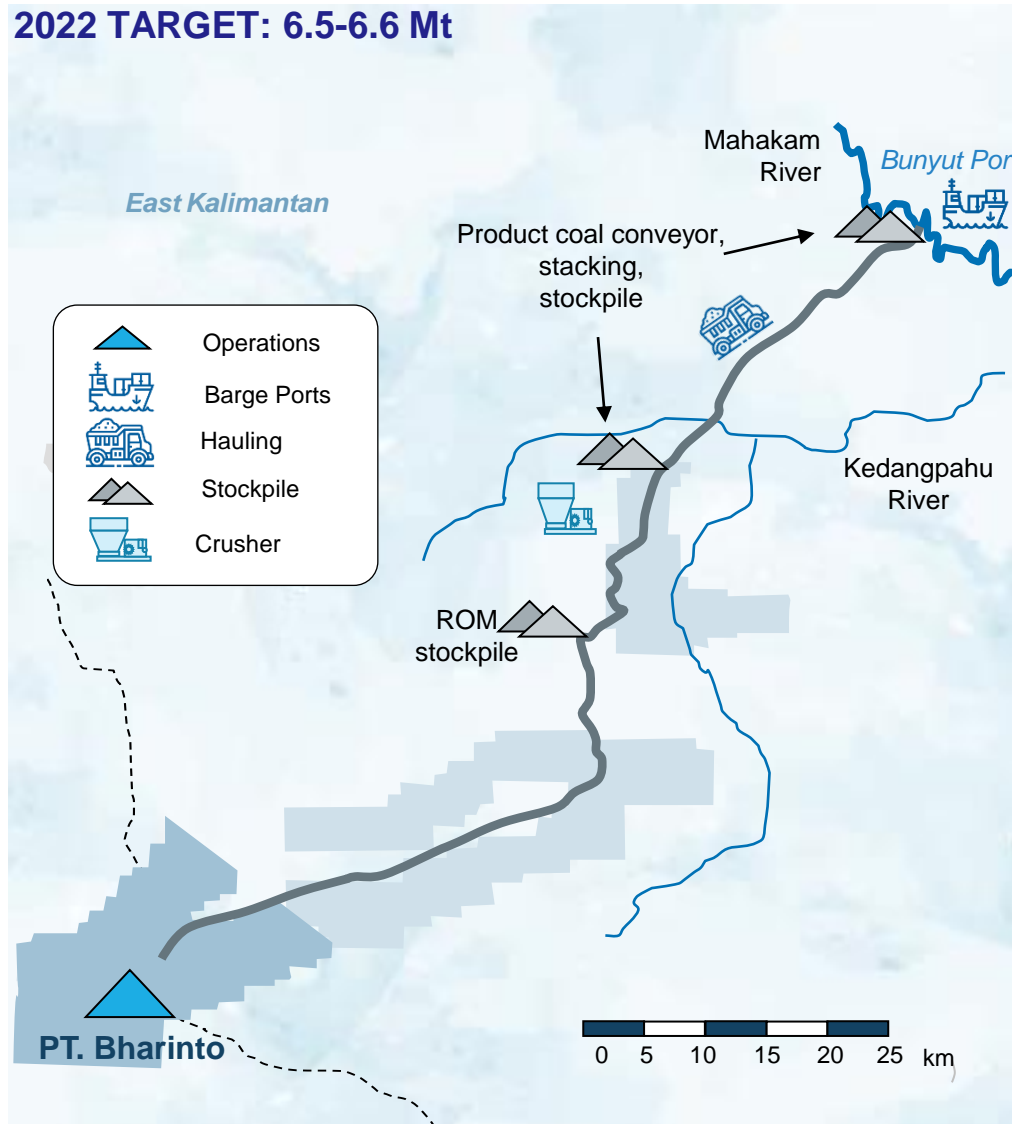 2022 TARGET: 6.5-6.6 Mt
Mahakam
River
Bunyut Por
East Kalimantan
Product coal conveyor,
stacking,
stockpile
Operations
Barge Ports
Hauling
Stockpile
Crusher
Kedangpahu
River
ROM
stockpile
PT. Bharinto
0 5 10 15 20 25 km